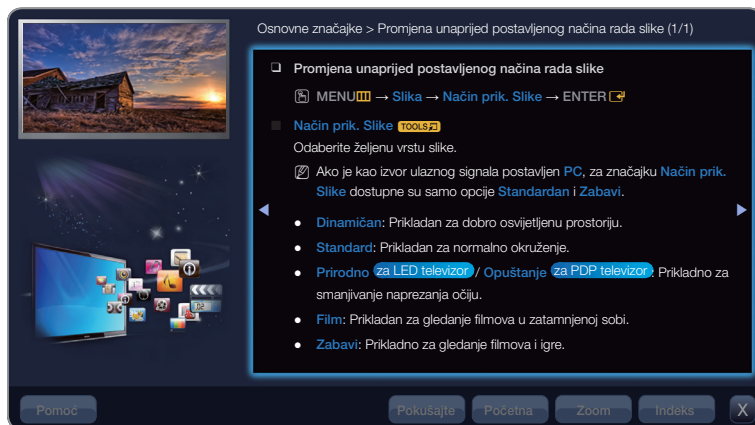 Osnovne značajke > Promjena unaprijed postavljenog načina rada slike (1/1)
❑ Promjena unaprijed postavljenog načina rada slike
MENU → Slika → Način prik. Slike → ENTER
■ Način prik. Slike TOOLS
Odaberite željenu vrstu slike.
Ako je kao izvor ulaznog signala postavljen PC, za značajku Način prik.
Slike dostupne su samo opcije Standardan i Zabavi.
● Dinamičan: Prikladan za dobro osvijetljenu prostoriju.
● Standard: Prikladan za normalno okruženje.
● Prirodno za LED televizor / Opuštanje za PDP televizor: Prikladno za
smanjivanje naprezanja očiju.
● Film: Prikladan za gledanje filmova u zatamnjenoj sobi.
● Zabavi: Prikladno za gledanje filmova i igre.
Pomoć Pokušajte Početna Zoom Indeks X